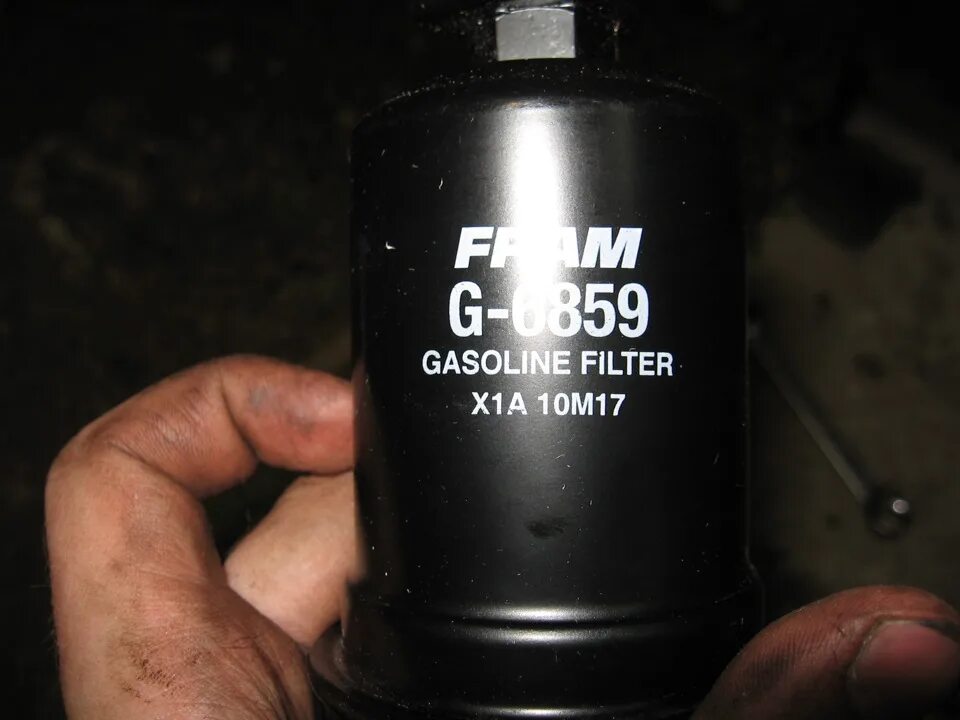 FRAM
G-6859
GASOLINE FILTER
X1A 10M17